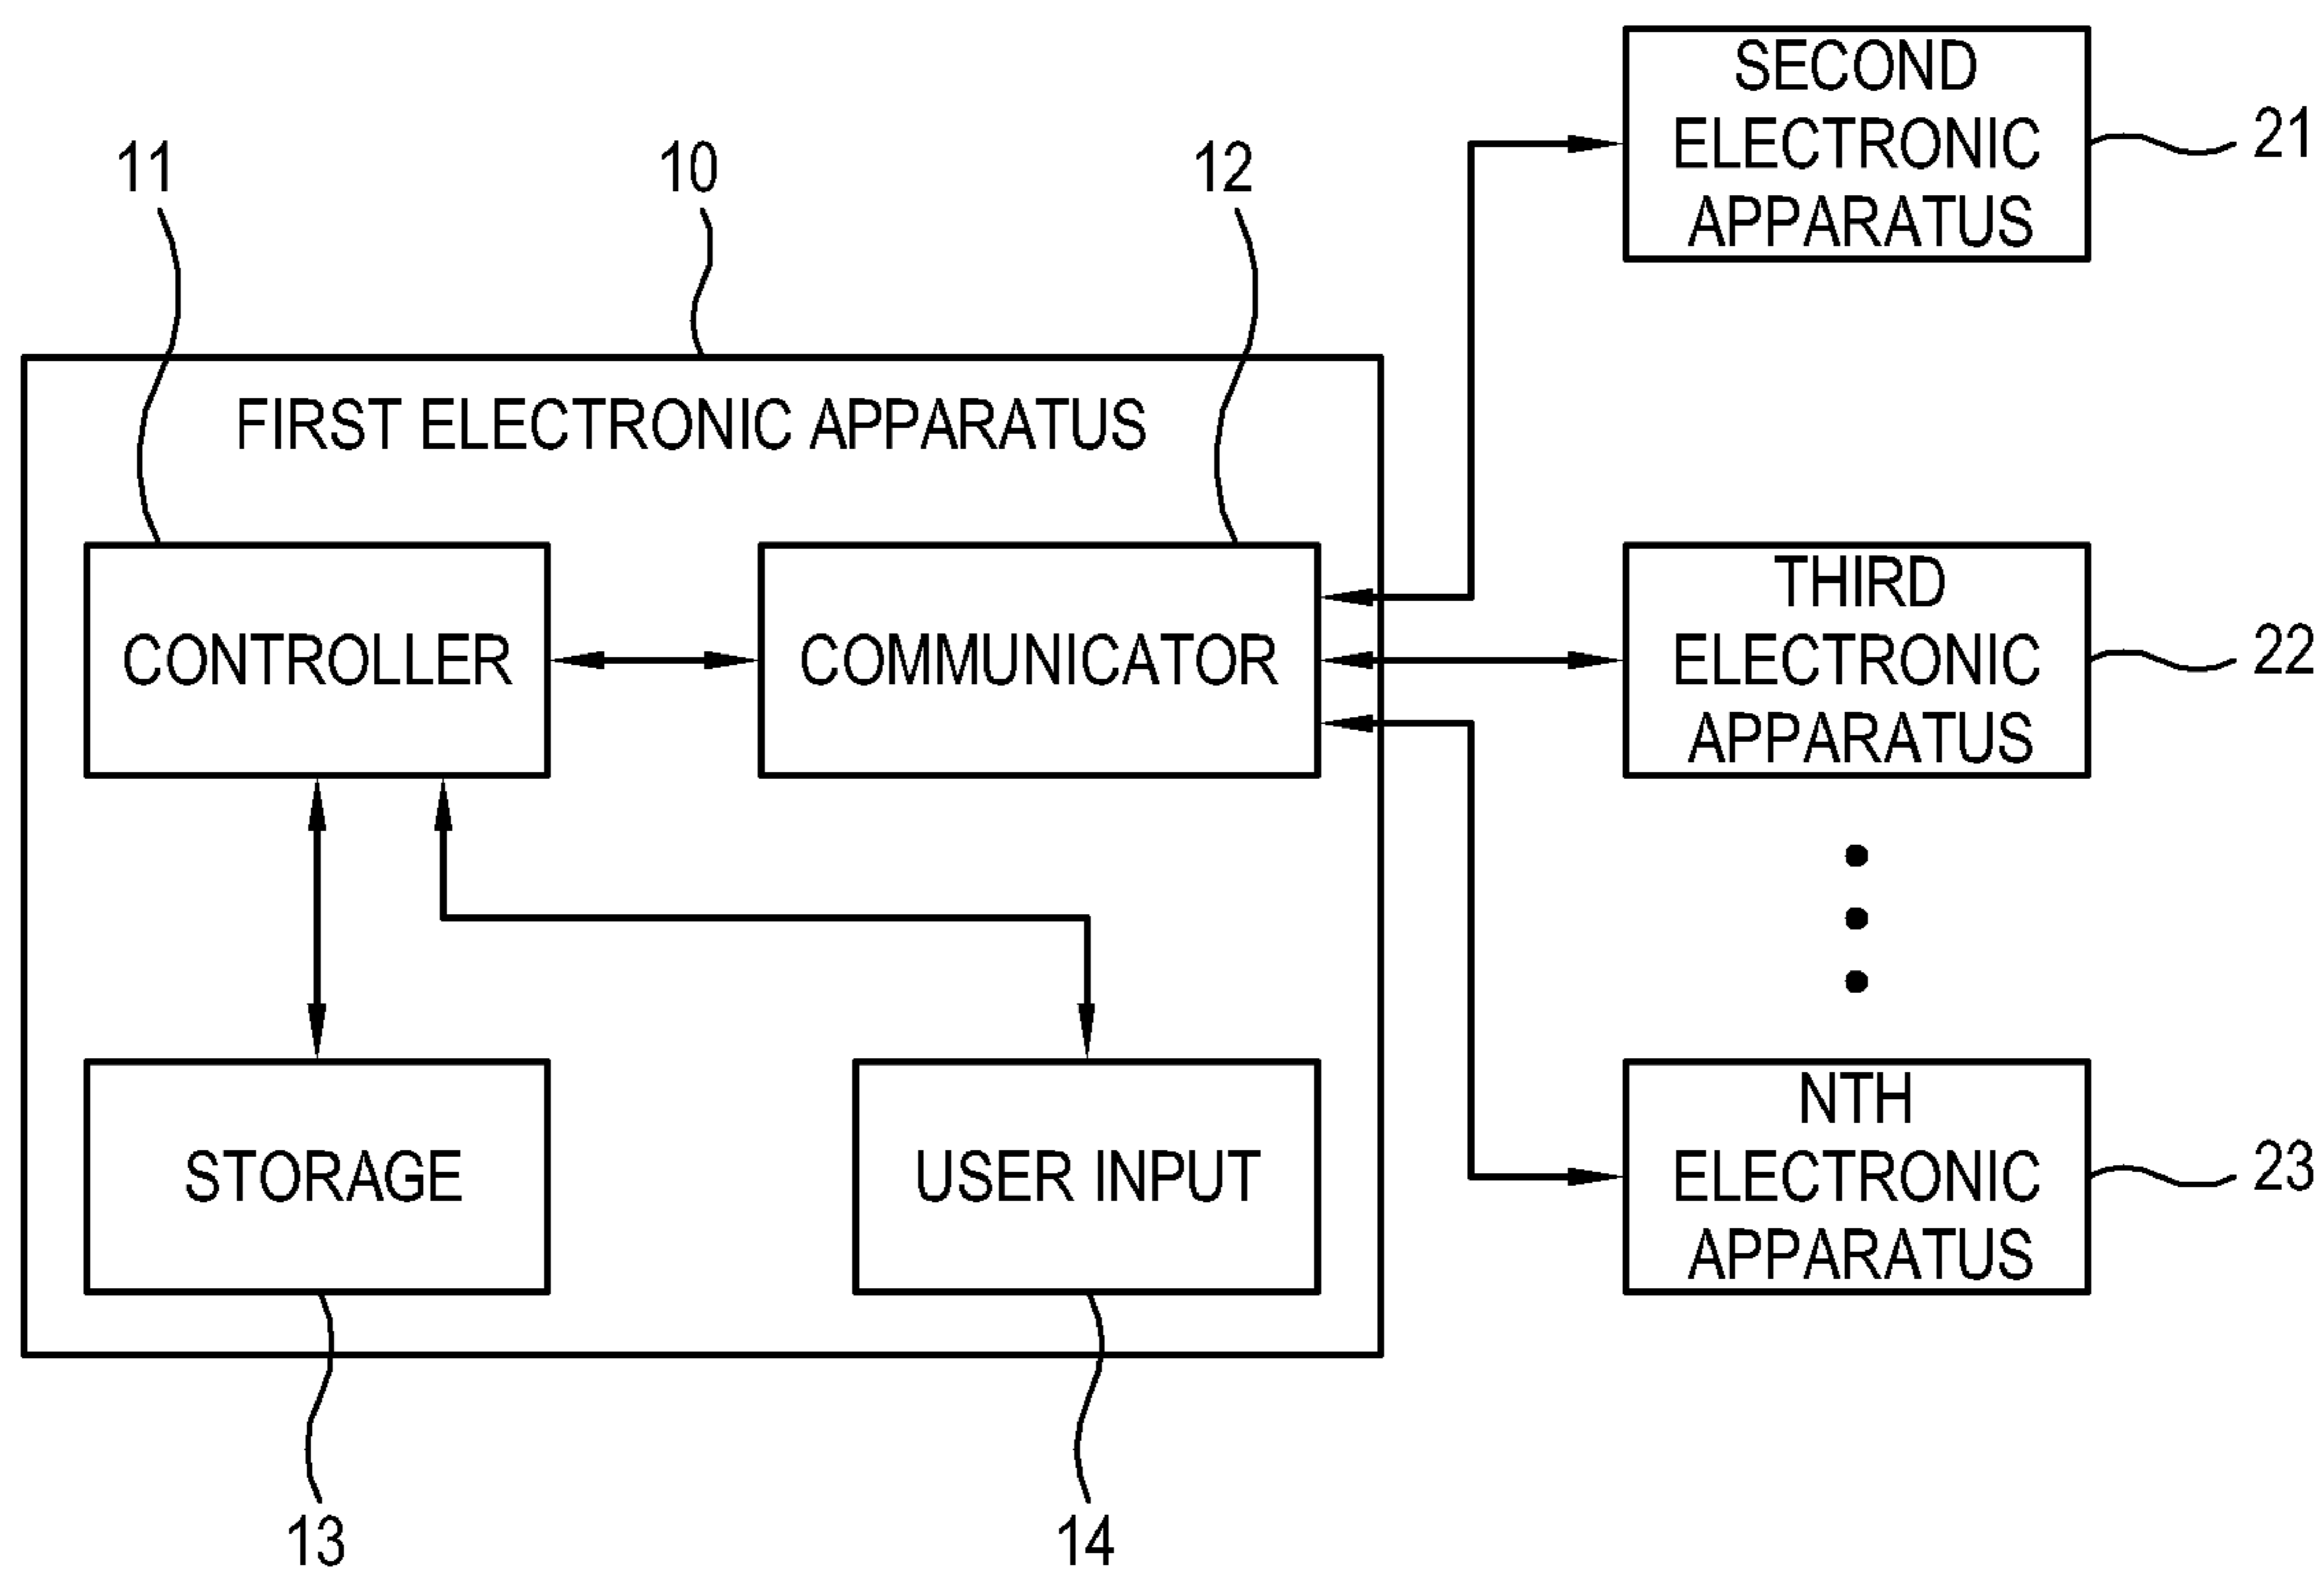 SECOND
ELECTRONIC
APPARATUS
21
11
10
12
FIRST ELECTRONIC APPARATUS
CONTROLLER
COMMUNICATOR
THIRD
ELECTRONIC
APPARATUS
22
STORAGE
USER INPUT
NTH
ELECTRONIC
APPARATUS
23
13
14